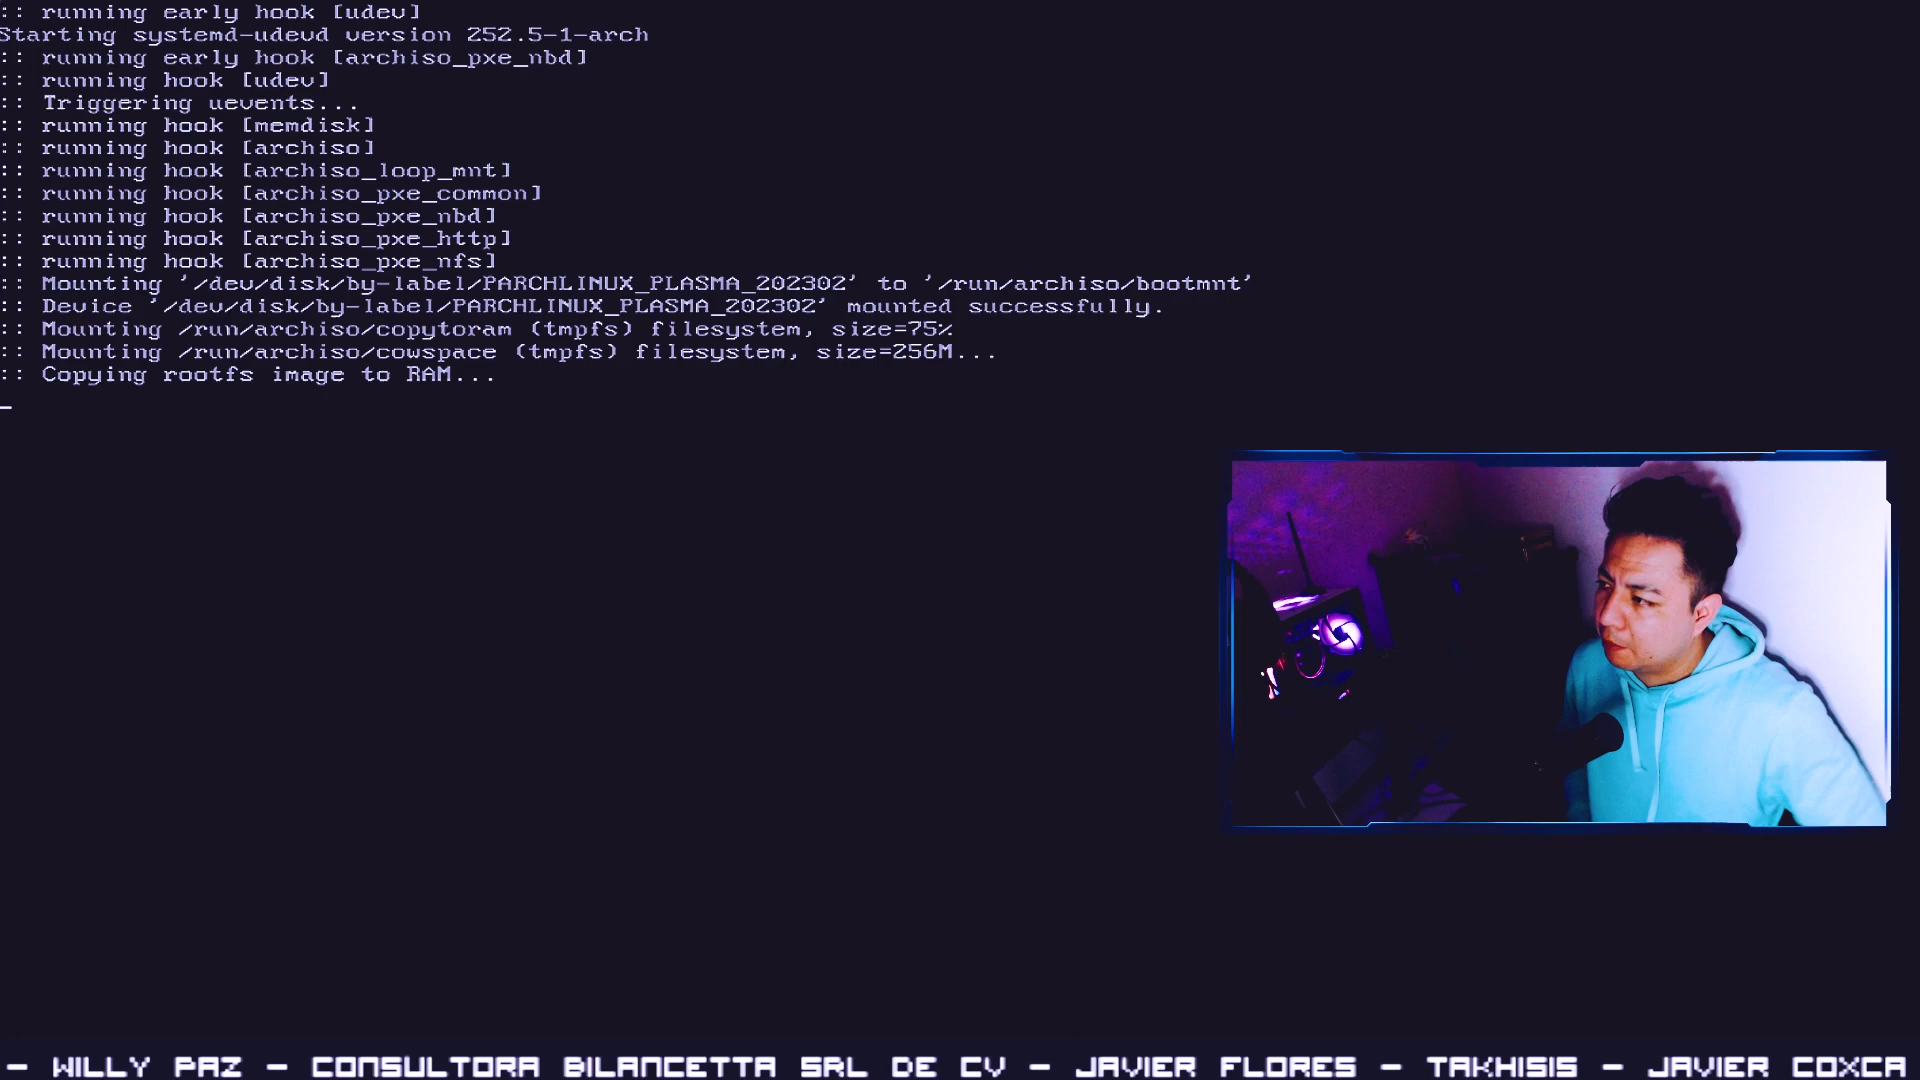 :: running early hook [udev]
Starting systemd-udevd version 252.5-1-arch
:: running early hook [archiso_pxe_nbd]
:: running hook [udev]
:: Triggering uevents...
:: running hook [memdisk]
:: running hook [archiso]
:: running hook [archiso_loop_mnt]
:: running hook [archiso_pxe_common]
:: running hook [archiso_pxe_nbd]
:: running hook [archiso_pxe_http]
:: running hook [archiso_pxe_nfs]
:: Mounting '/dev/disk/by-label/PARCHLINUX_PLASMA_202302' to '/run/archiso/bootmnt'
:: Device '/dev/disk/by-label/PARCHLINUX_PLASMA_202302' mounted successfully.
:: Mounting /run/archiso/copytoram (tmpfs) filesystem, size=75%
:: Mounting /run/archiso/cowspace (tmpfs) filesystem, size=256M...
:: Copying rootfs image to RAM...
- WILLY PAZ - CONSULTORA BILANCETTA SRL DE CV - JAVIER FLORES - TAKHISIS - JAVIER COXCA